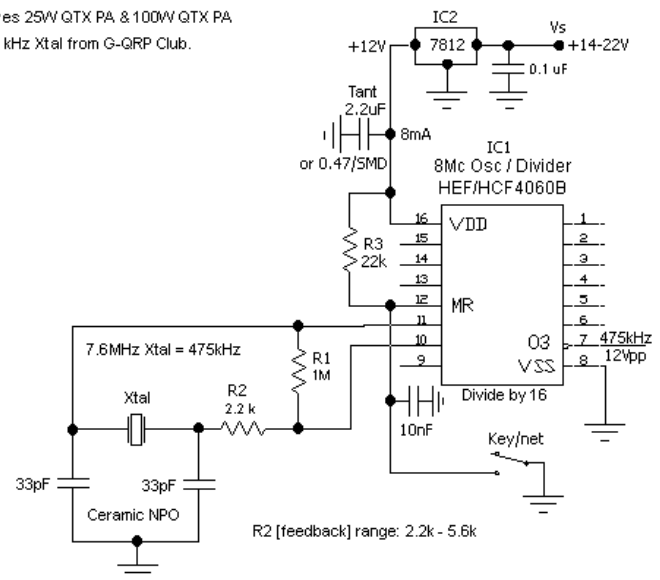 es 25W QTX PA & 100W QTX PA
kHz Xtal from G-QRP Club.
IC2
7812
+12V
Vs
+14-22V
0.1 uF
Tant
2.2uF
or 0.47/SMD
8mA
IC1
8Mc Osc / Divider
HEF/HCF4060B
16 VDD
15
14
13
12 MR
11
10
9
1
2
3
4
5
6
O3 7
VSS 8
475kHz
12Vpp
Divide by 16
R3
22k
7.6MHz Xtal = 475kHz
R1
1M
Xtal
R2
2.2 k
10nF
Key/net
33pF
33pF
Ceramic NPO
R2 [feedback] range: 2.2k - 5.6k